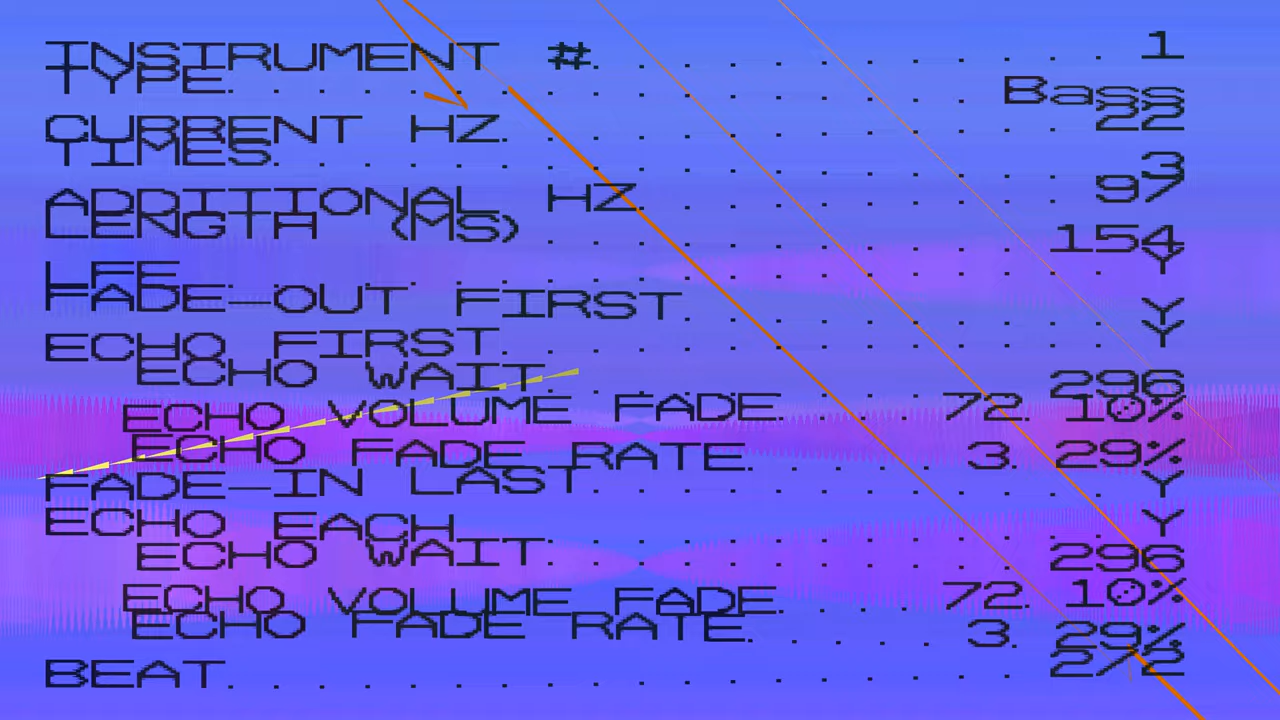 INSTRUMENT #. . . . . . . . . . . . 1
TYPE. . . . . . . . . . . . . . . . . Bass
CURRENT HZ. . . . . . . . . . . . . 22
TIMES. . . . . . . . . . . . . . . . . . . 3
ADDITIONAL HZ. . . . . . . . . . 97
LENGTH (MS) . . . . . . . . . . . 154
LFE. . . . . . . . . . . . . . . . . . . . Y
FADE-OUT FIRST. . . . . . . . . . Y
ECHO FIRST. . . . . . . . . . . . . . Y
ECHO WAIT. . . . . . . . . . . . 296
ECHO VOLUME FADE. . . . 72. 10%
ECHO FADE RATE. . . . . 3. 29%
FADE-IN LAST. . . . . . . . . . . . Y
ECHO EACH. . . . . . . . . . . . . . . Y
ECHO WAIT. . . . . . . . . . . . 296
ECHO VOLUME FADE. . . . 72. 10%
ECHO FADE RATE. . . . . 3. 29%
BEAT. . . . . . . . . . . . . . . . . . 272